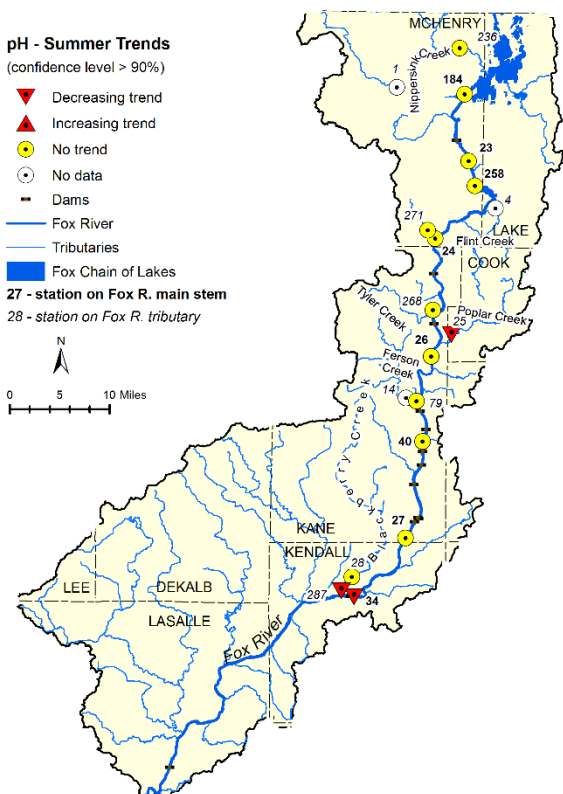 pH - Summer Trends
(confidence level > 90%)
Decreasing trend
Increasing trend
No trend
No data
Dams
Fox River
Tributaries
Fox Chain of Lakes
27 - station on Fox R. main stem
28 - station on Fox R. tributary
N
0 5 10 Miles
MCHENRY
236
Nippersink Creek
1
184
23
258
4
271
LAKE
24
Flint Creek
COOK
268
Tyler Creek
Poplar Creek
25
26
Ferson
Creek
14
79
Blackberry Creek
40
27
KANE
KENDALL
28
287
34
LEE
DEKALB
LASALLE
Fox River